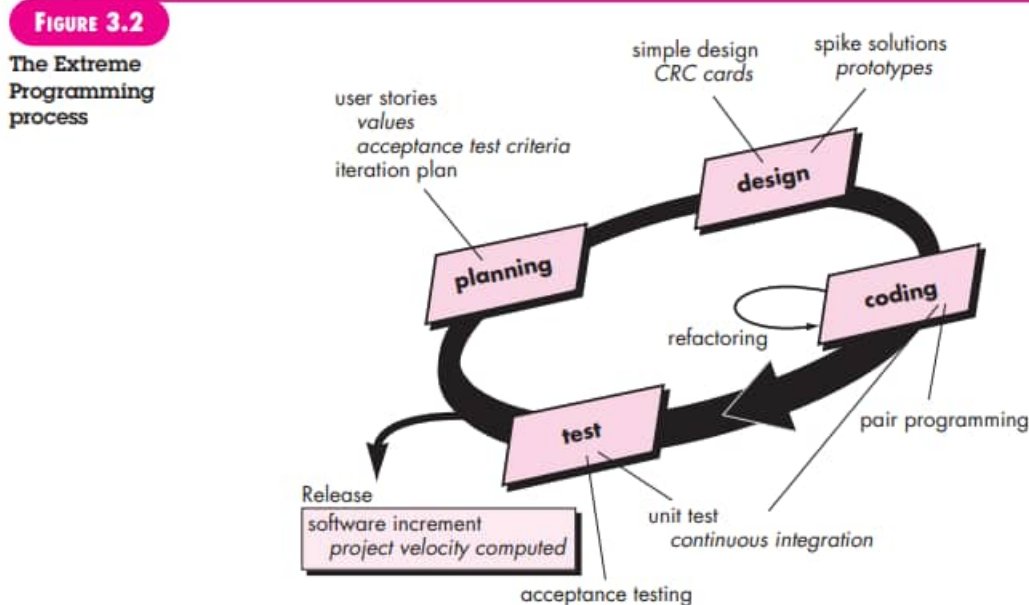 FIGURE 3.2
The Extreme
Programming
process
simple design
CRC cards
spike solutions
prototypes
user stories
values
acceptance test criteria
iteration plan
design
planning
coding
refactoring
test
pair programming
Release
software increment
project velocity computed
unit test
continuous integration
acceptance testing